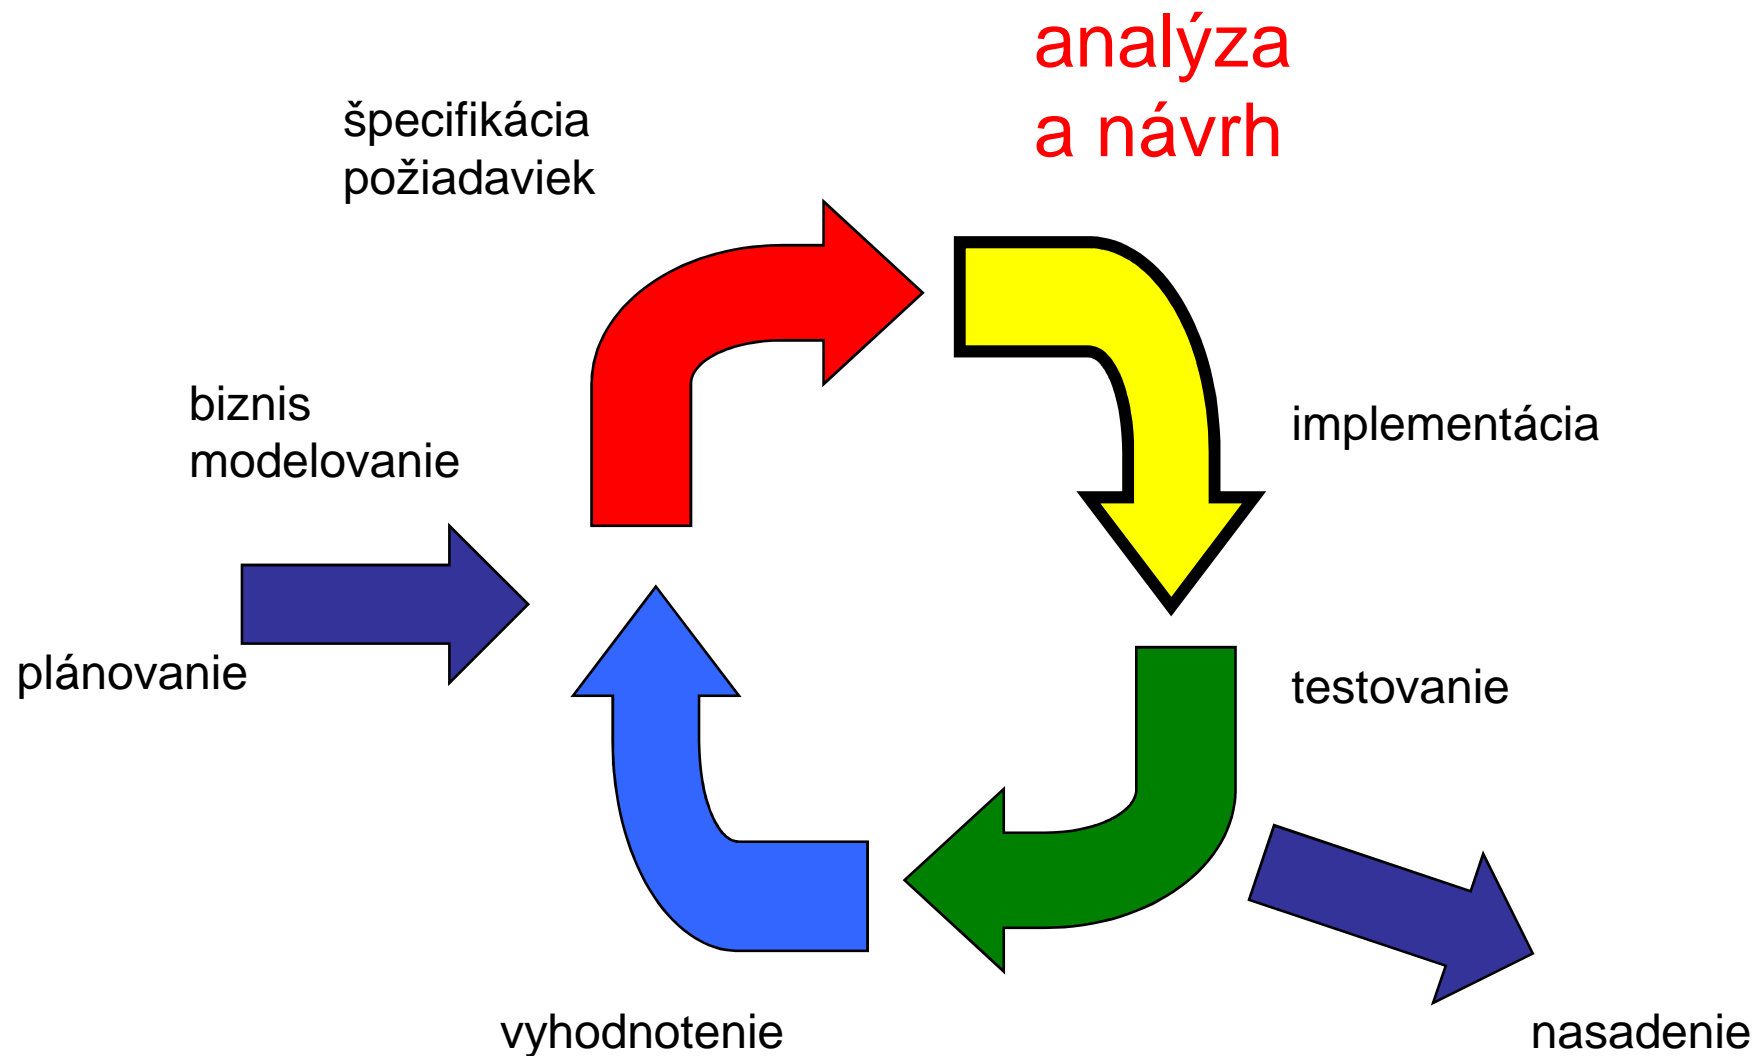 analýza
a návrh
špecifikácia
požiadaviek
biznis
modelovanie
implementácia
plánovanie
testovanie
vyhodnotenie
nasadenie